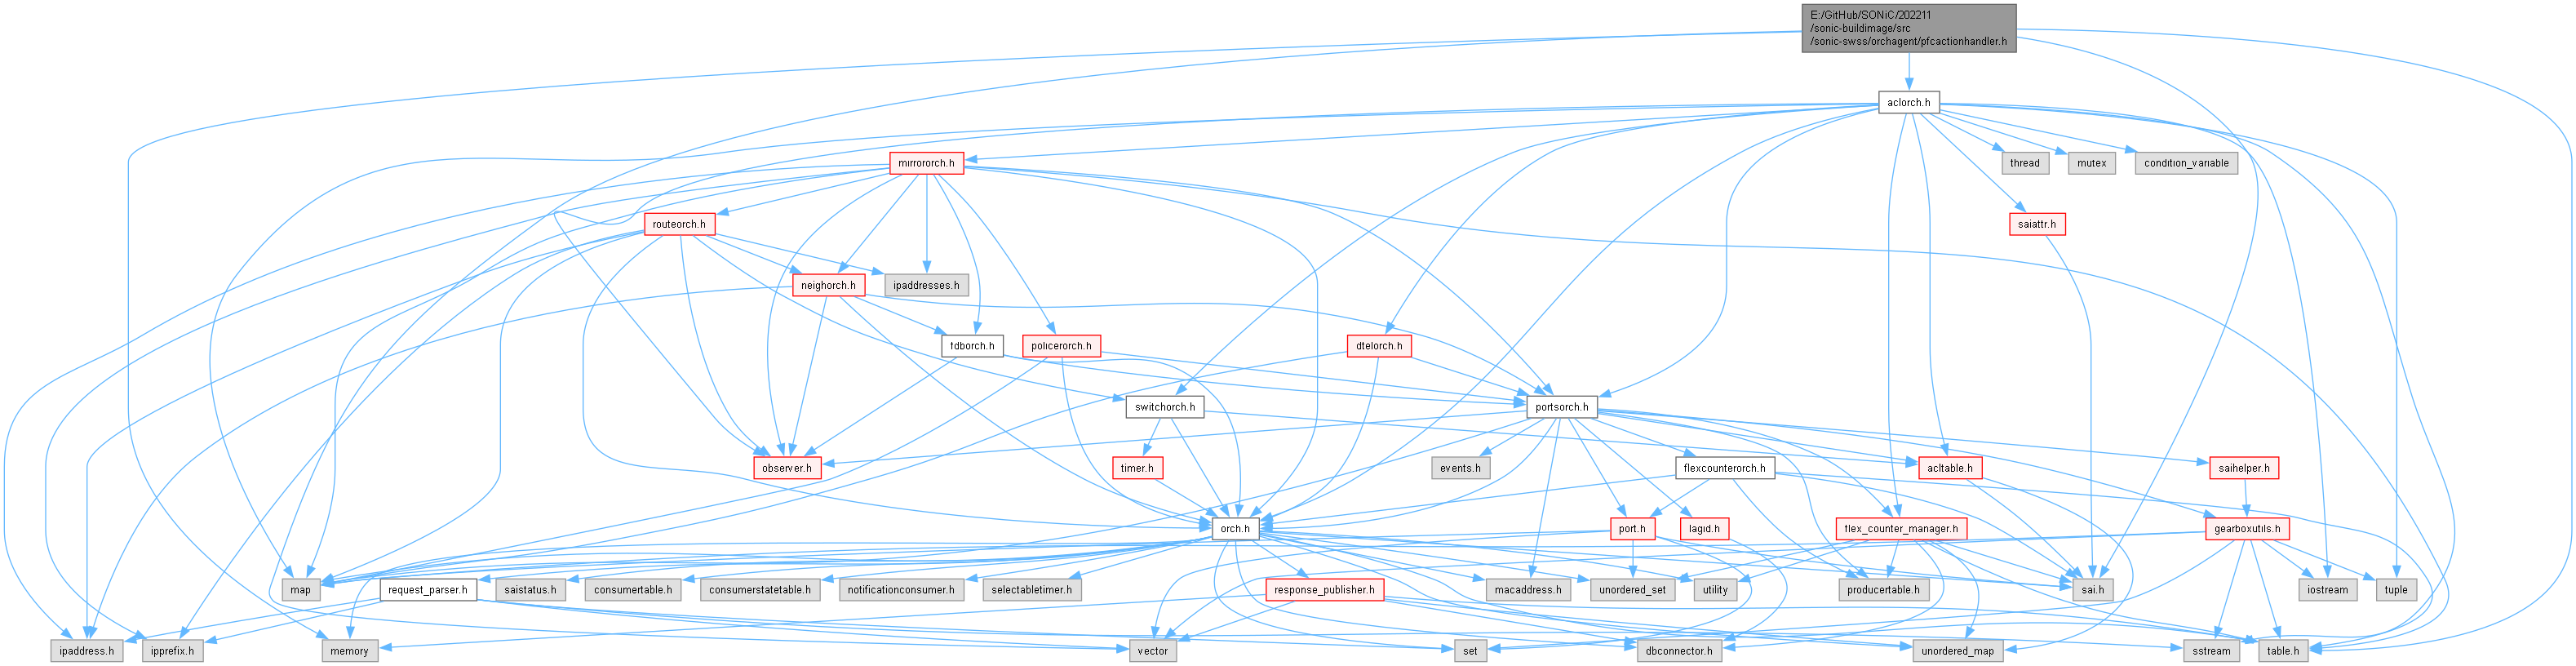 E:/GitHub/SONiC/202211
/sonic-buildimage/src
/sonic-swss/orchagent/pfcactionhandler.h
aclorch.h
mirrororch.h
thread
mutex
condition_variable
routeorch.h
saiattr.h
neighorch.h
ipaddresses.h
fdborch.h
policerorch.h
dtelorch.h
switchorch.h
portsorch.h
observer.h
timer.h
events.h
flexcounterorch.h
acltable.h
saihelper.h
orch.h
port.h
lagid.h
flex_counter_manager.h
gearboxutils.h
map
request_parser.h
saistatus.h
consumertable.h
consumerstatetable.h
notificationconsumer.h
selectabletimer.h
response_publisher.h
macaddress.h
unordered_set
utility
producertable.h
sai.h
iostream
tuple
ipaddress.h
ipprefix.h
memory
vector
set
dbconnector.h
unordered_map
sstream
table.h